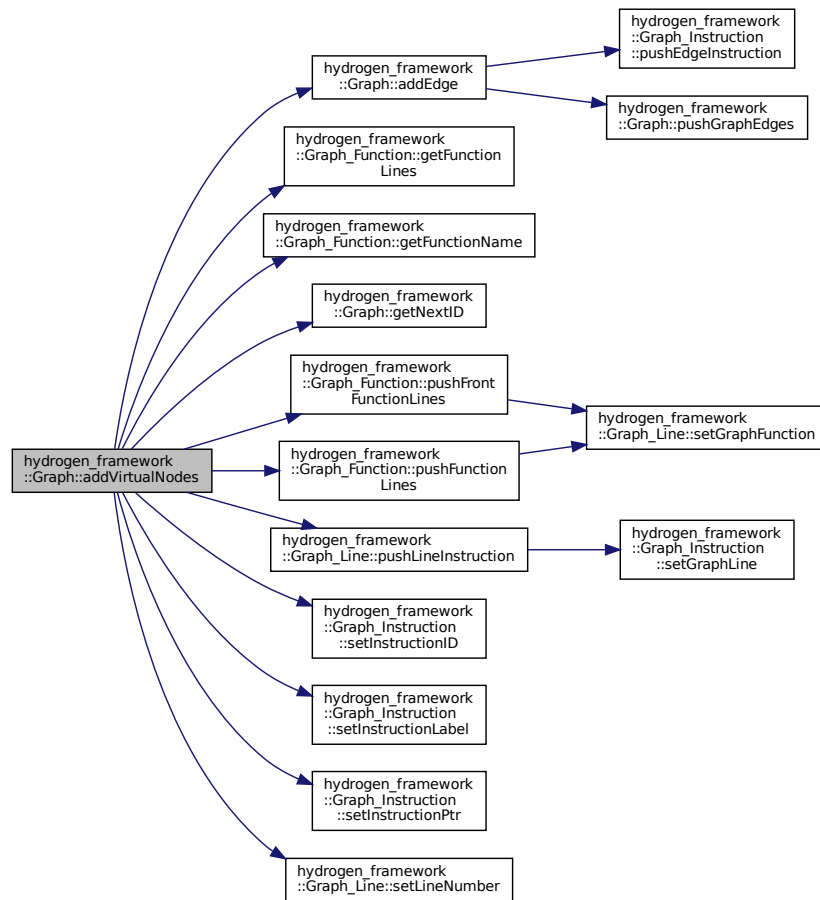 hydrogen_framework
::Graph::addVirtualNodes
hydrogen_framework
::Graph::addEdge
hydrogen_framework
::Graph_Instruction
::pushEdgeInstruction
hydrogen_framework
::Graph::pushGraphEdges
hydrogen_framework
::Graph_Function::getFunction
Lines
hydrogen_framework
::Graph_Function::getFunctionName
hydrogen_framework
::Graph::getNextID
hydrogen_framework
::Graph_Function::pushFront
FunctionLines
hydrogen_framework
::Graph_Line::setGraphFunction
hydrogen_framework
::Graph_Function::pushFunction
Lines
hydrogen_framework
::Graph_Line::pushLineInstruction
hydrogen_framework
::Graph_Instruction
::setGraphLine
hydrogen_framework
::Graph_Instruction
::setInstructionID
hydrogen_framework
::Graph_Instruction
::setInstructionLabel
hydrogen_framework
::Graph_Instruction
::setInstructionPtr
hydrogen_framework
::Graph_Line::setLineNumber